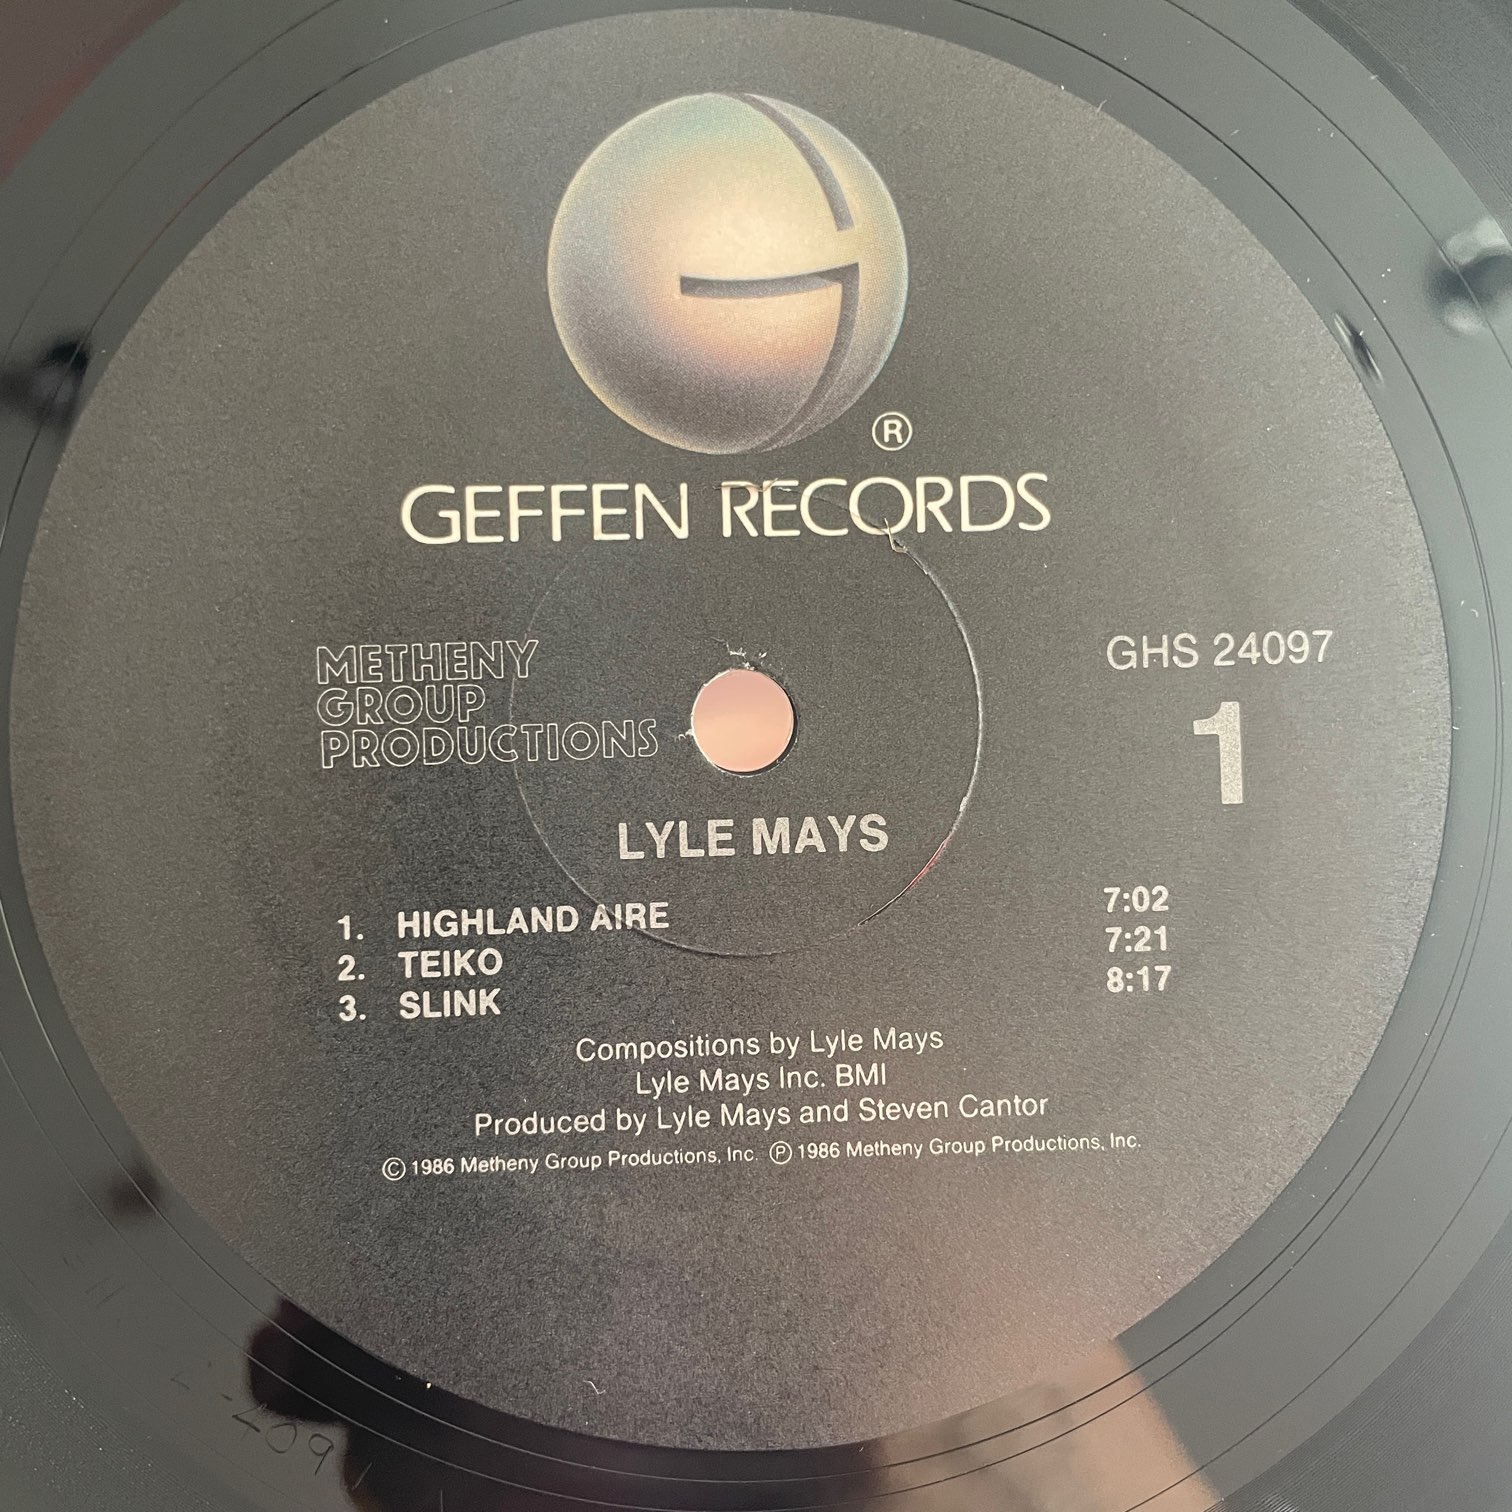 ®
GEFFEN RECORDS
METHENY
GROUP
PRODUCTIONS
GHS 24097
1
LYLE MAYS
1. HIGHLAND AIRE 7:02
2. TEIKO 7:21
3. SLINK 8:17
Compositions by Lyle Mays
Lyle Mays Inc. BMI
Produced by Lyle Mays and Steven Cantor
© 1986 Metheny Group Productions, Inc. ℗ 1986 Metheny Group Productions, Inc.